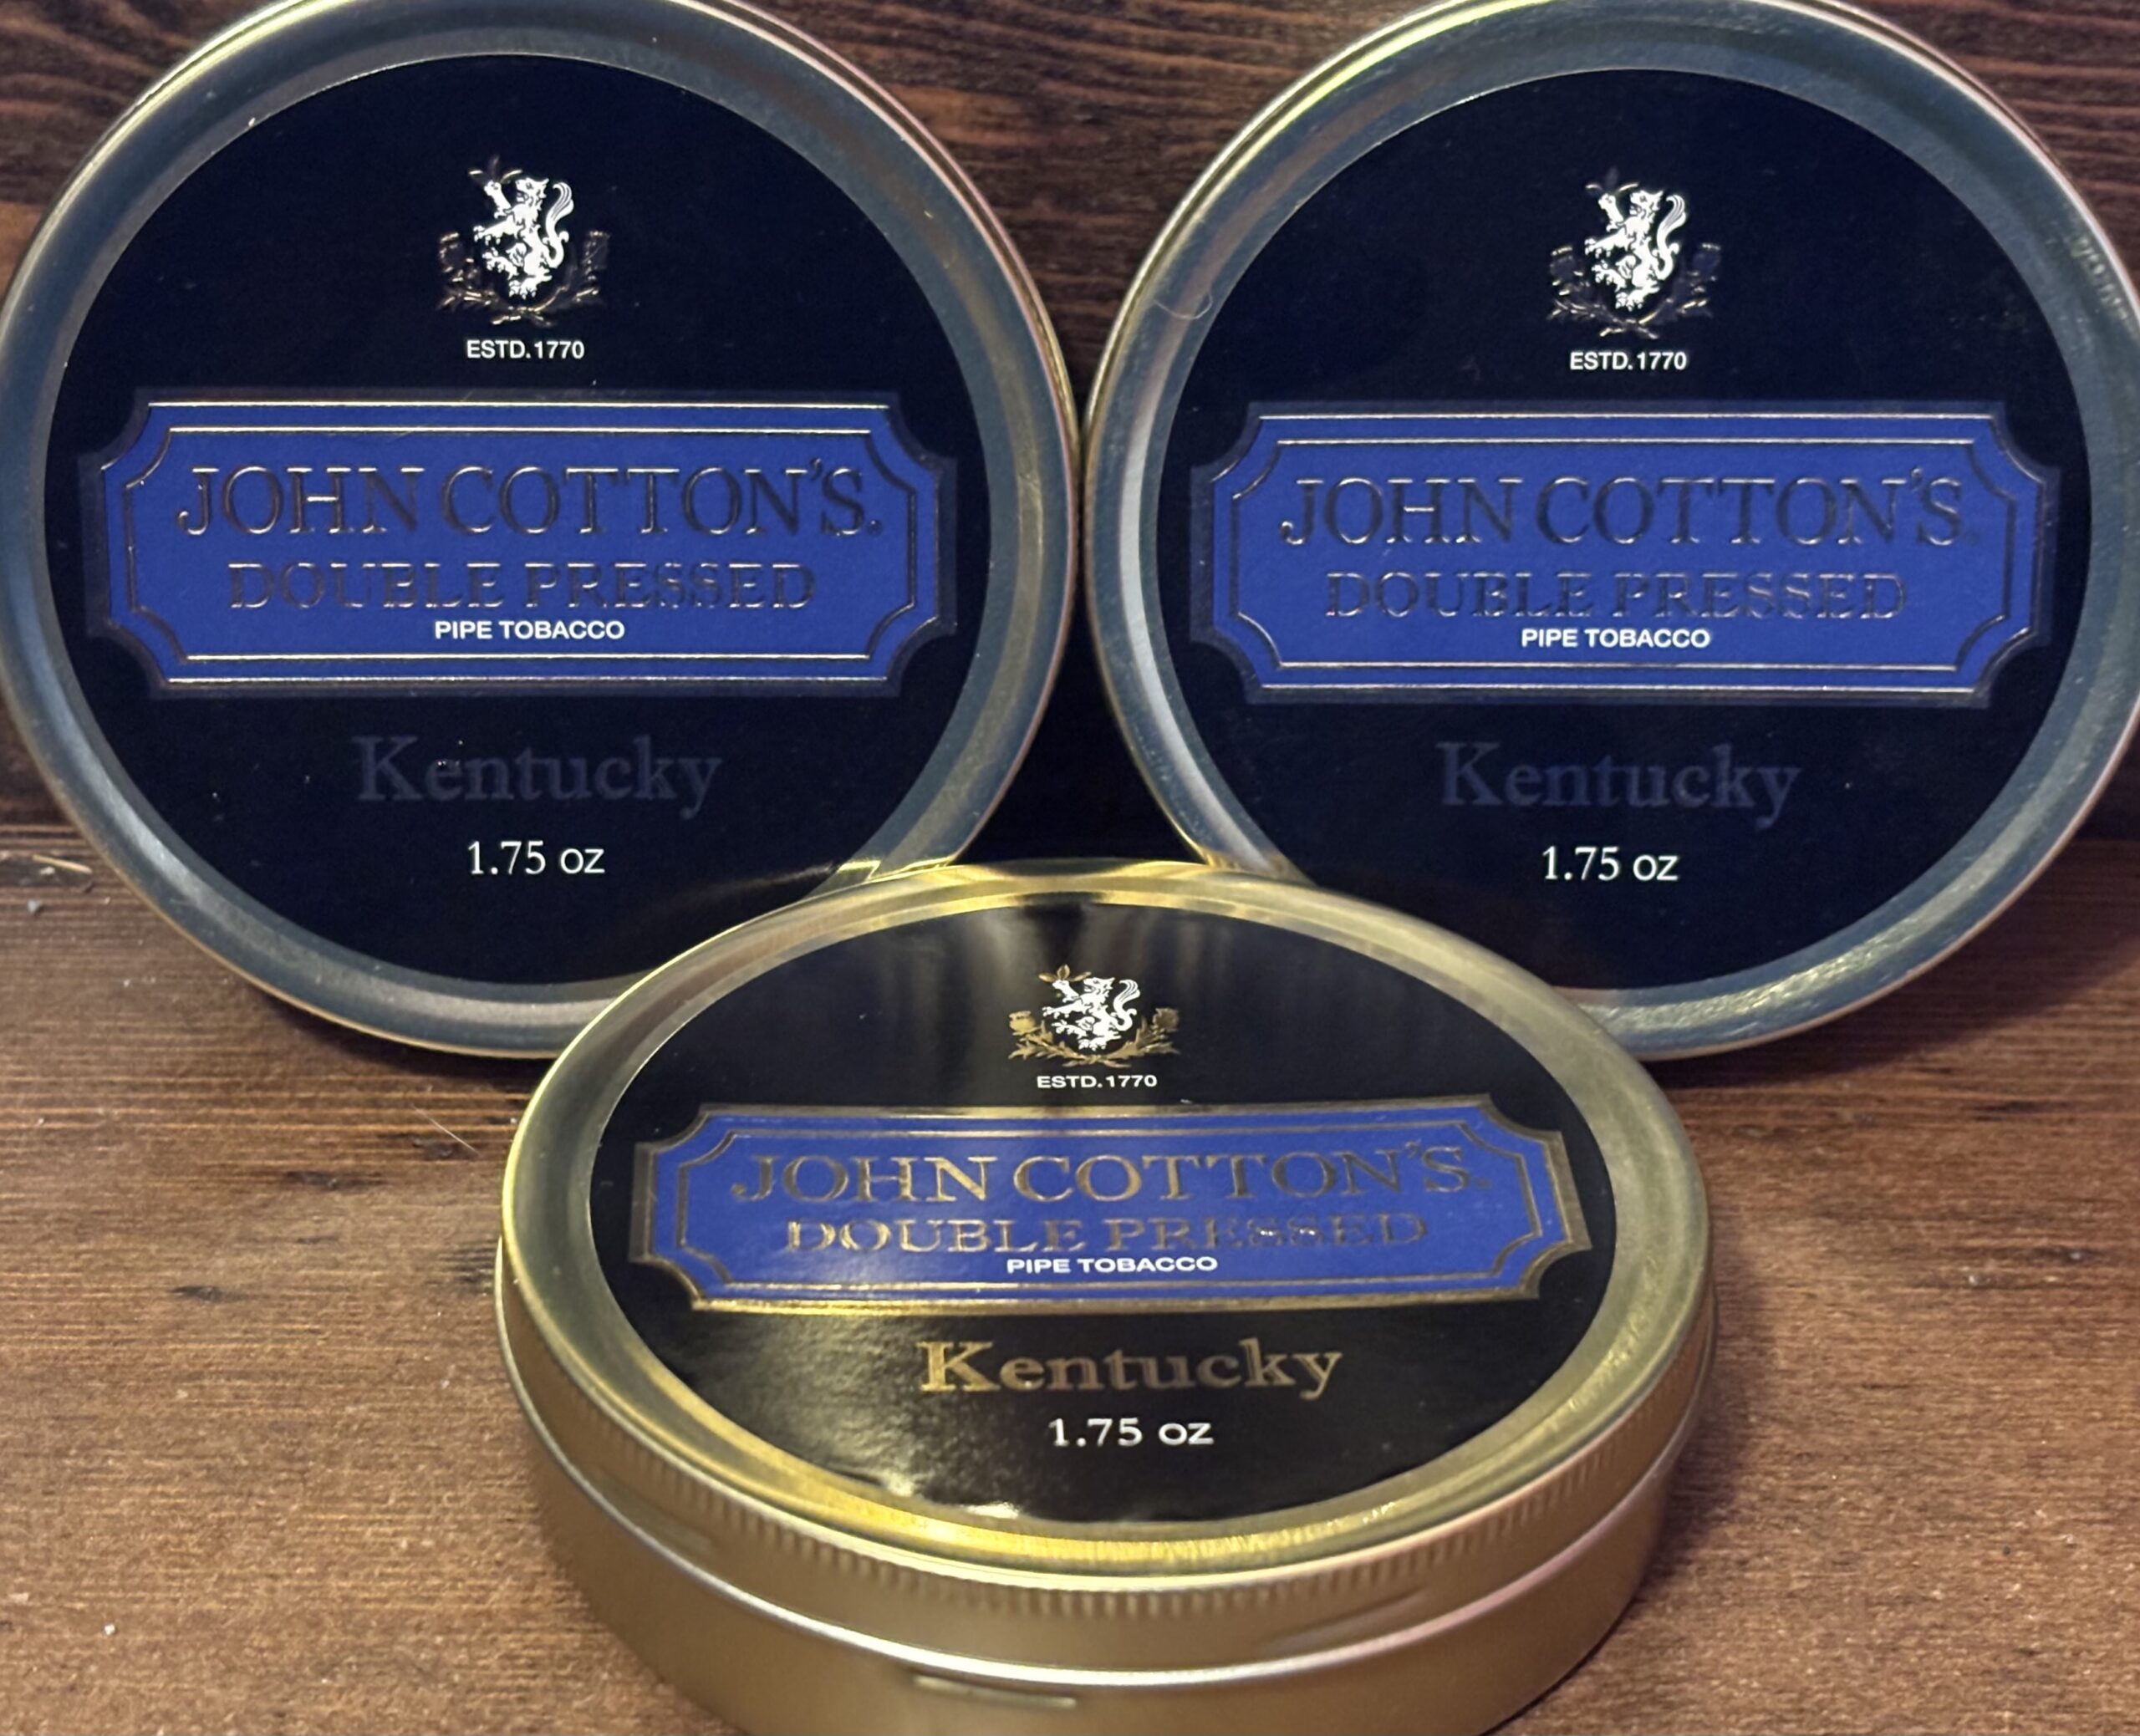 ESTD.1770
JOHN COTTON'S.
DOUBLE PRESSED
PIPE TOBACCO
Kentucky
1.75 oz
ESTD.1770
JOHN COTTON'S.
DOUBLE PRESSED
PIPE TOBACCO
Kentucky
1.75 oz
ESTD.1770
JOHN COTTON'S.
DOUBLE PRESSED
PIPE TOBACCO
Kentucky
1.75 oz